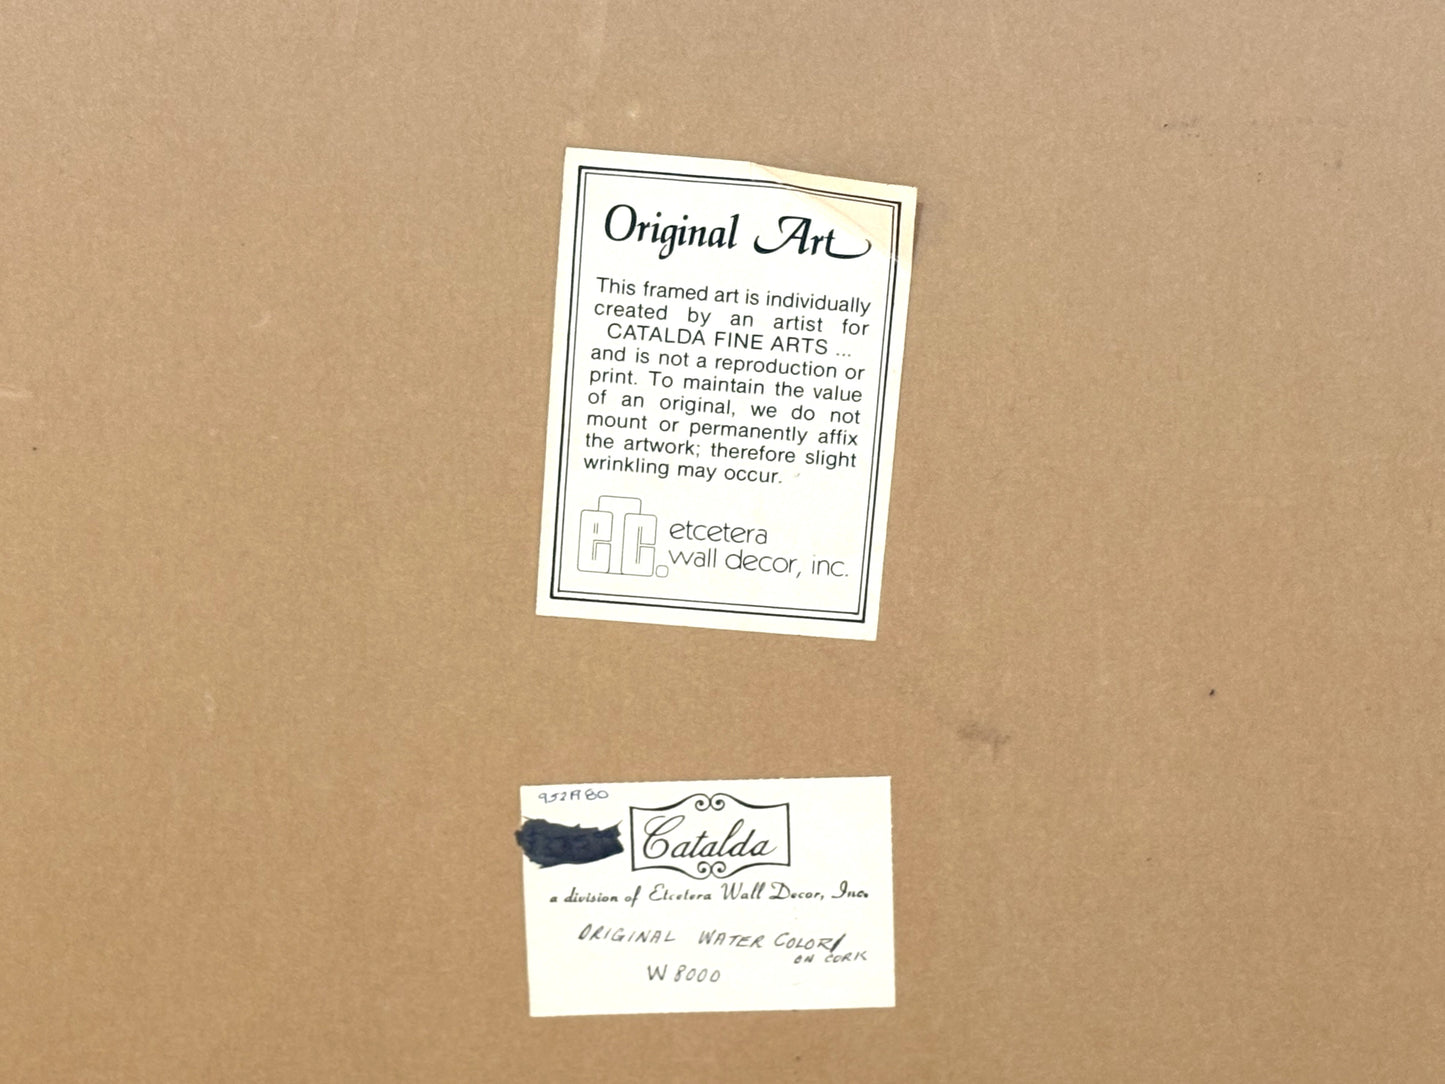 Original Art
This framed art is individually
created by an artist for
CATALDA FINE ARTS ...
and is not a reproduction or
print. To maintain the value
of an original, we do not
mount or permanently affix
the artwork; therefore slight
wrinkling may occur.
etc.
etcetera
wall decor, inc.
952A80
Catalda
a division of Etcetera Wall Decor, Inc.
ORIGINAL WATER COLOR/
ON CORK
W8000